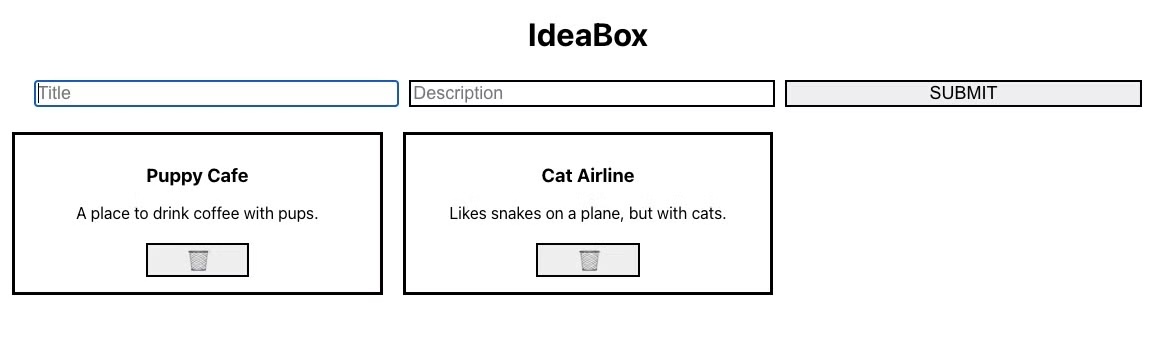 IdeaBox
Title
Description
SUBMIT
Puppy Cafe
A place to drink coffee with pups.
Cat Airline
Likes snakes on a plane, but with cats.